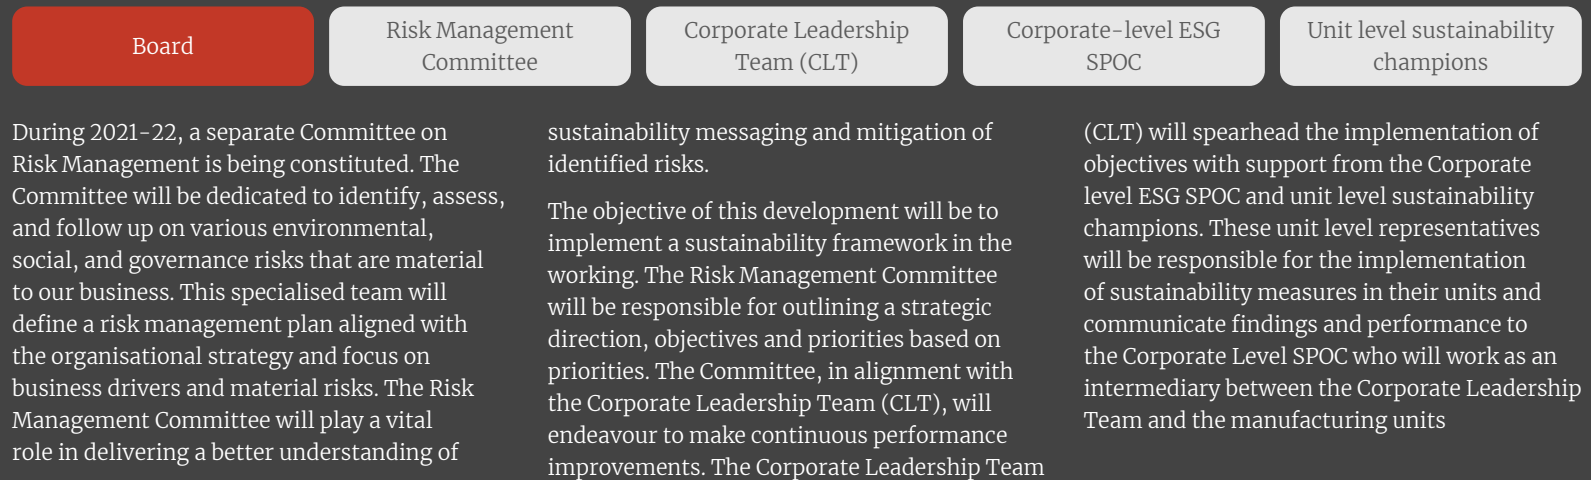 Board
Risk Management
Committee
Corporate Leadership
Team (CLT)
Corporate-level ESG
SPOC
Unit level sustainability
champions
During 2021-22, a separate Committee on
Risk Management is being constituted. The
Committee will be dedicated to identify, assess,
and follow up on various environmental,
social, and governance risks that are material
to our business. This specialised team will
define a risk management plan aligned with
the organisational strategy and focus on
business drivers and material risks. The Risk
Management Committee will play a vital
role in delivering a better understanding of
sustainability messaging and mitigation of
identified risks.
The objective of this development will be to
implement a sustainability framework in the
working. The Risk Management Committee
will be responsible for outlining a strategic
direction, objectives and priorities based on
priorities. The Committee, in alignment with
the Corporate Leadership Team (CLT), will
endeavour to make continuous performance
improvements. The Corporate Leadership Team
(CLT) will spearhead the implementation of
objectives with support from the Corporate
level ESG SPOC and unit level sustainability
champions. These unit level representatives
will be responsible for the implementation
of sustainability measures in their units and
communicate findings and performance to
the Corporate Level SPOC who will work as an
intermediary between the Corporate Leadership
Team and the manufacturing units